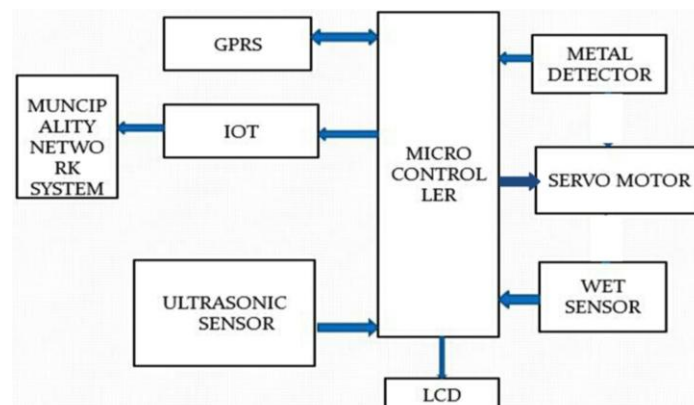 GPRS
METAL
DETECTOR
MUNCIP
ALITY
NETWO
RK
SYSTEM
IOT
MICRO
CONTROL
LER
SERVO MOTOR
ULTRASONIC
SENSOR
WET
SENSOR
LCD